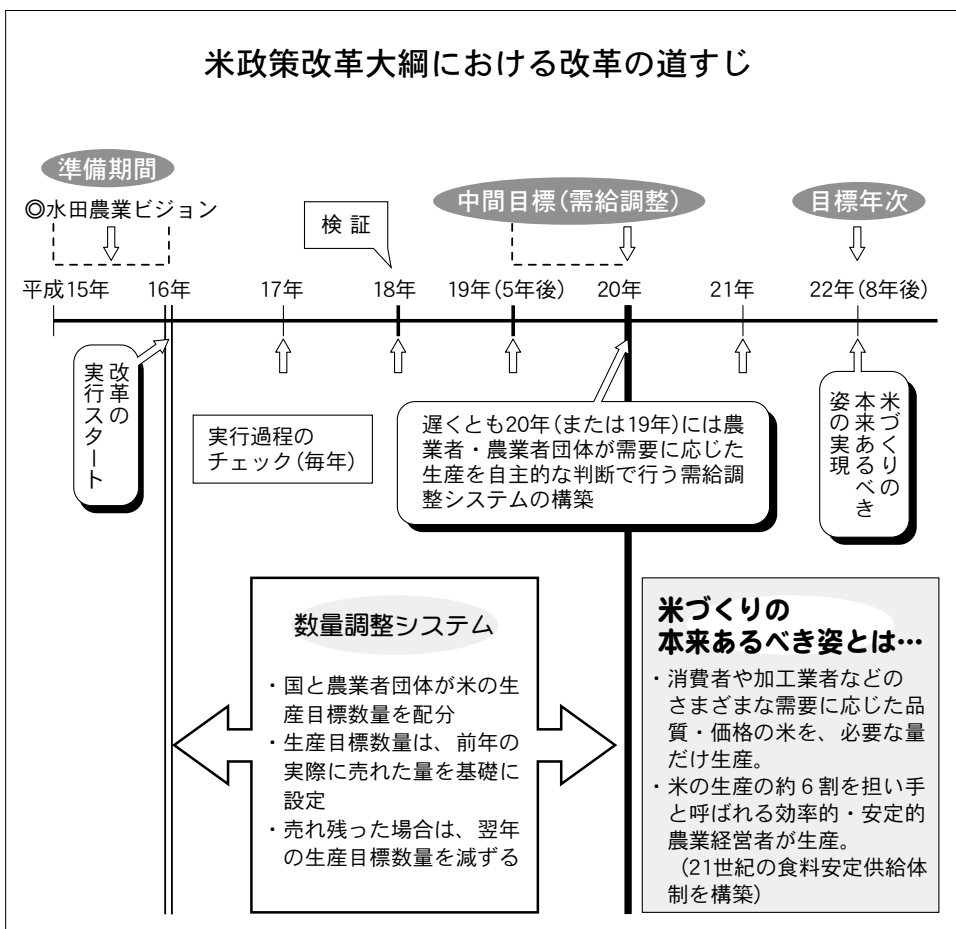 米政策改革大綱における改革の道すじ
準備期間
◎水田農業ビジョン
検 証
中間目標(需給調整)
目標年次
平成15年
16年
17年
18年
19年(5年後)
20年
21年
22年(8年後)
改革の
実行スタート
実行過程の
チェック(毎年)
遅くとも20年(または19年)には農
業者・農業者団体が需要に応じた
生産を自主的な判断で行う需給調
整システムの構築
米づくりの
本来あるべき
姿の実現
数量調整システム
・国と農業者団体が米の生
産目標数量を配分
・生産目標数量は、前年の
実際に売れた量を基礎に
設定
・売れ残った場合は、翌年
の生産目標数量を減ずる
米づくりの
本来あるべき姿とは…
・消費者や加工業者などの
さまざまな需要に応じた品
質・価格の米を、必要な量
だけ生産。
・米の生産の約6割を担い手
と呼ばれる効率的・安定的
農業経営者が生産。
(21世紀の食料安定供給体
制を構築)